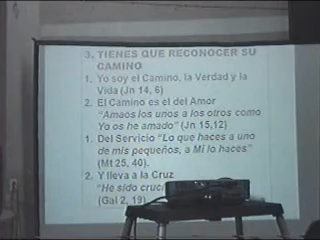 3. TIENES QUE RECONOCER SU
CAMINO
1. Yo soy el Camino, la Verdad y la
Vida (Jn 14, 6)
2. El Camino es el del Amor
"Amaos los unos a los otros como
Yo os he amado" (Jn 15,12)
1. Del Servicio "Lo que haces a uno
de mis pequeños, a Mí lo haces"
(Mt 25, 40).
2. Y lleva a la Cruz
"He sido
(Gal 2, 19)